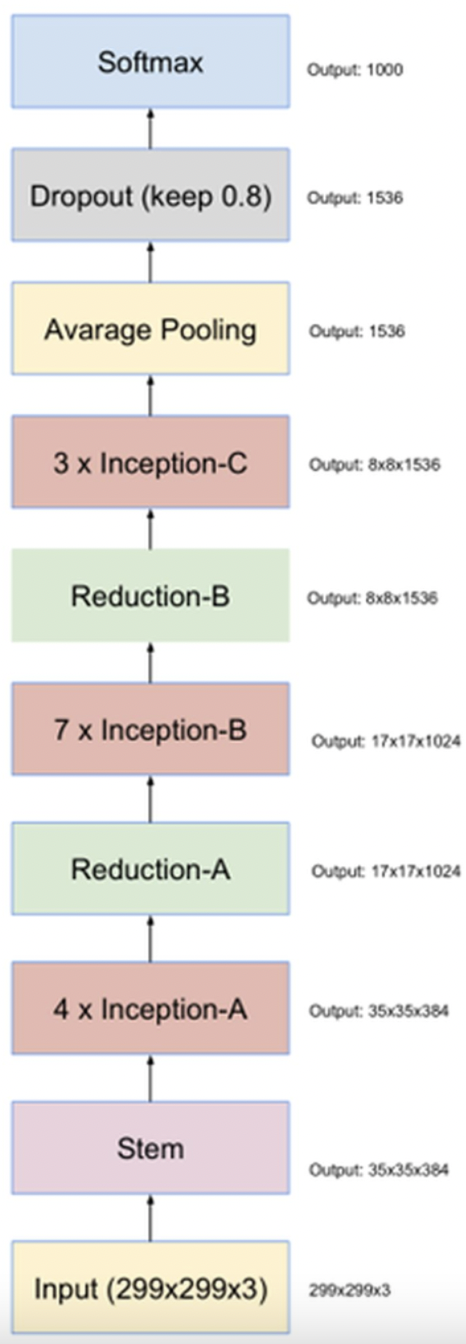 Softmax
Output: 1000
Dropout (keep 0.8)
Output: 1536
Avarage Pooling
Output: 1536
3 x Inception-C
Output: 8x8x1536
Reduction-B
Output: 8x8x1536
7 x Inception-B
Output: 17x17x1024
Reduction-A
Output: 17x17x1024
4 x Inception-A
Output: 35x35x384
Stem
Output: 35x35x384
Input (299x299x3)
299x299x3